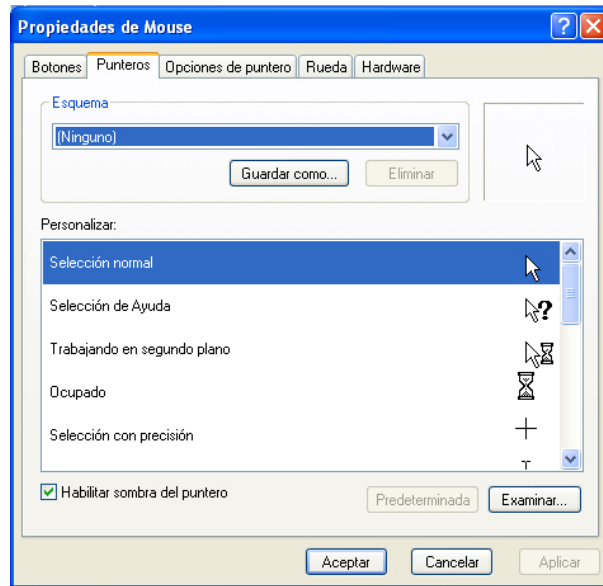 Propiedades de Mouse
Botones Punteros Opciones de puntero Rueda Hardware
Esquema
(Ninguno)
Guardar como... Eliminar
Personalizar:
Selección normal
Selección de Ayuda
Trabajando en segundo plano
Ocupado
Selección con precisión
Habilitar sombra del puntero
Predeterminada Examinar...
Aceptar Cancelar Aplicar